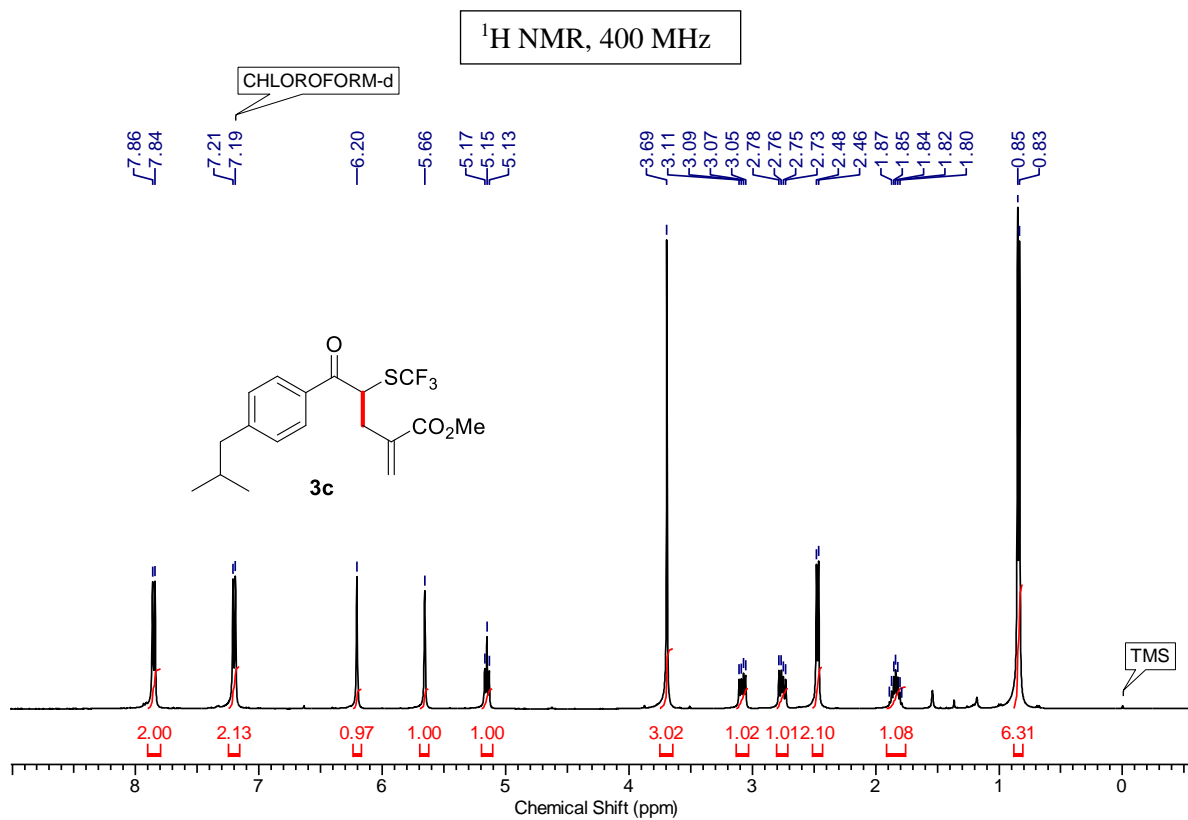 ¹H NMR, 400 MHz
CHLOROFORM-d
7.86
7.84
7.21
7.19
6.20
5.66
5.17
5.15
5.13
3.69
3.11
3.09
3.07
3.05
2.78
2.76
2.75
2.73
2.48
2.46
1.87
1.85
1.84
1.82
1.80
0.85
0.83
O
SCF₃
CO₂Me
3c
TMS
2.00 2.13 0.97 1.00 1.00 3.02 1.02 1.01 2.10 1.08 6.31
8 7 6 5 4 3 2 1 0
Chemical Shift (ppm)